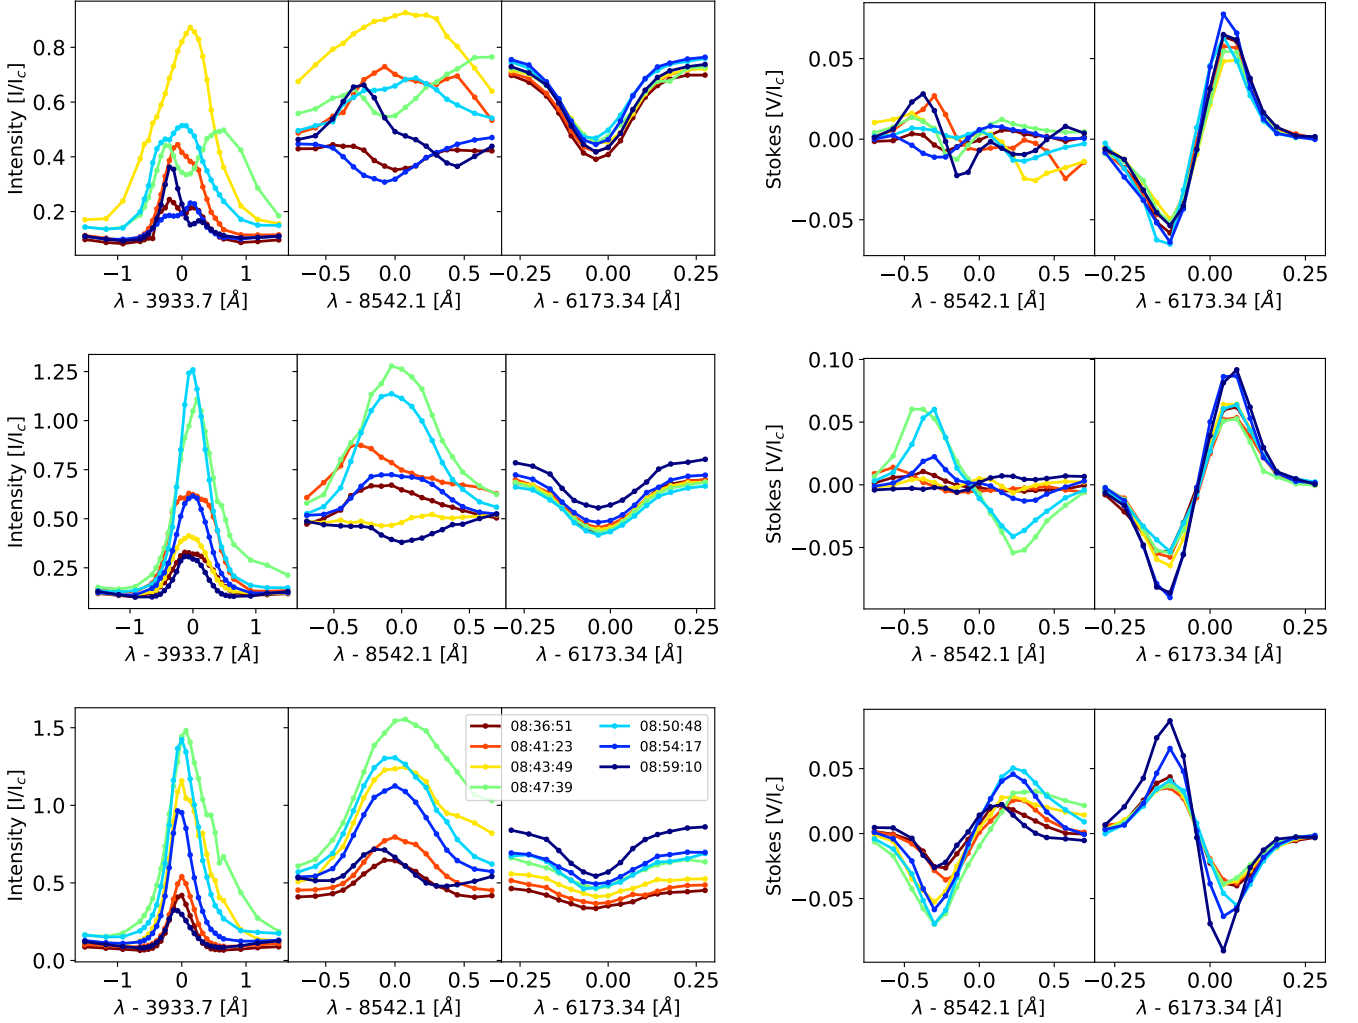 Intensity [I/I_c]
0.8
0.6
0.4
0.2
−1 0 1
−0.5 0.0 0.5
−0.25 0.00 0.25
λ - 3933.7 [Å]
λ - 8542.1 [Å]
λ - 6173.34 [Å]
Stokes [V/I_c]
0.05
0.00
−0.05
−0.5 0.0 0.5
−0.25 0.00 0.25
λ - 8542.1 [Å]
λ - 6173.34 [Å]
Intensity [I/I_c]
1.25
1.00
0.75
0.50
0.25
−1 0 1
−0.5 0.0 0.5
−0.25 0.00 0.25
λ - 3933.7 [Å]
λ - 8542.1 [Å]
λ - 6173.34 [Å]
Stokes [V/I_c]
0.10
0.05
0.00
−0.05
−0.5 0.0 0.5
−0.25 0.00 0.25
λ - 8542.1 [Å]
λ - 6173.34 [Å]
Intensity [I/I_c]
1.5
1.0
0.5
0.0
08:36:51
08:41:23
08:43:49
08:47:39
08:50:48
08:54:17
08:59:10
−1 0 1
−0.5 0.0 0.5
−0.25 0.00 0.25
λ - 3933.7 [Å]
λ - 8542.1 [Å]
λ - 6173.34 [Å]
Stokes [V/I_c]
0.05
0.00
−0.05
−0.5 0.0 0.5
−0.25 0.00 0.25
λ - 8542.1 [Å]
λ - 6173.34 [Å]